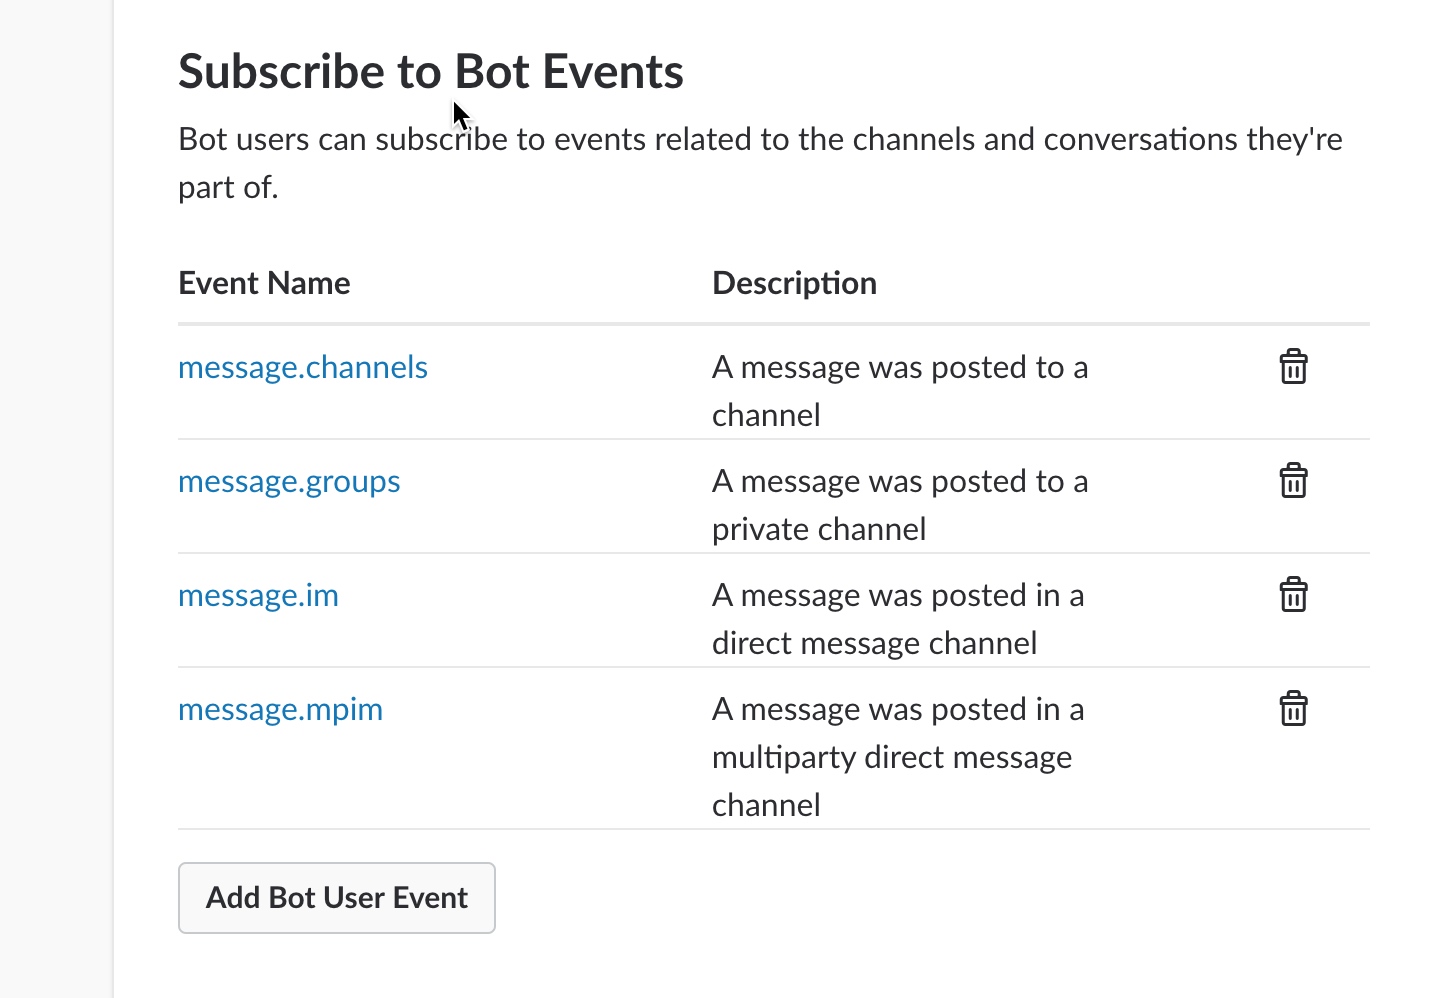 Subscribe to Bot Events
Bot users can subscribe to events related to the channels and conversations they're
part of.
Event Name
Description
message.channels
A message was posted to a
channel
message.groups
A message was posted to a
private channel
message.im
A message was posted in a
direct message channel
message.mpim
A message was posted in a
multiparty direct message
channel
Add Bot User Event